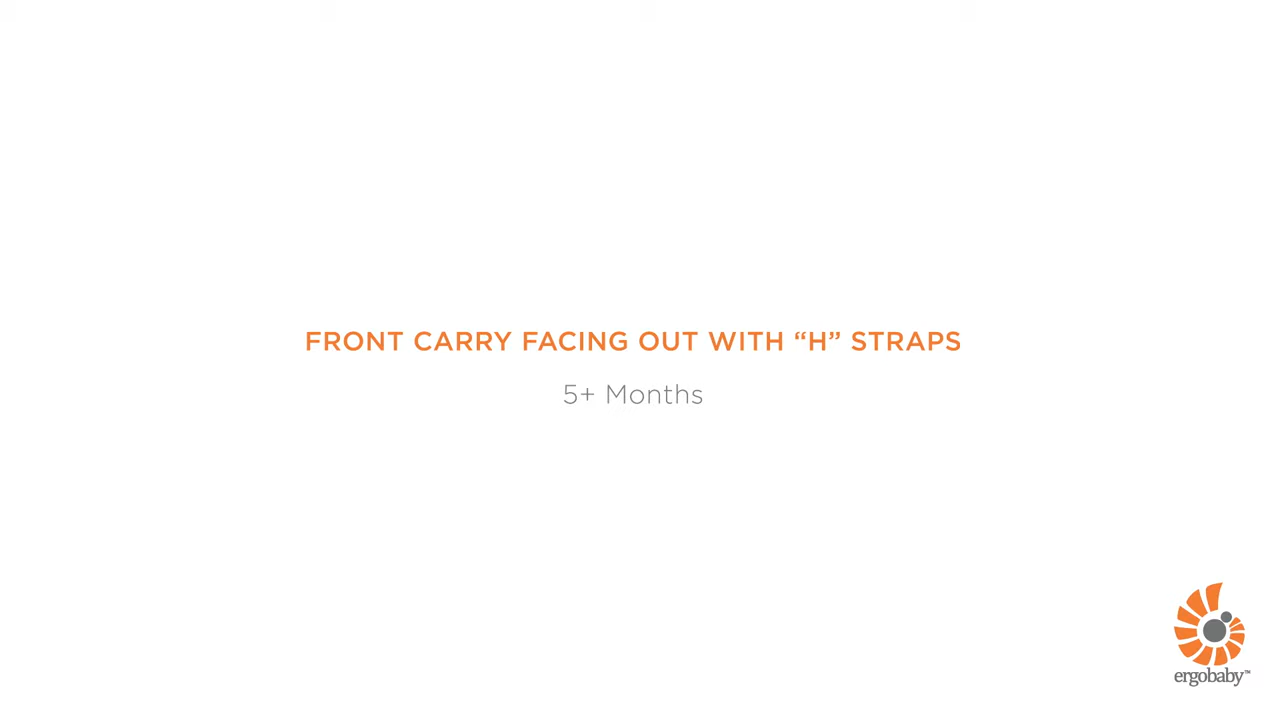 FRONT CARRY FACING OUT WITH “H” STRAPS
5+ Months
ergobaby™